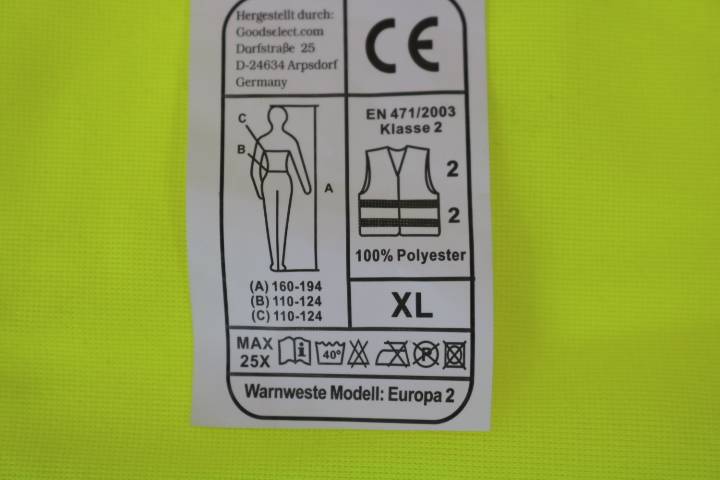 Hergestellt durch:
Goodselect.com
Dorfstraße 25
D-24634 Arpsdorf
Germany
CE
EN 471/2003
Klasse 2
C
B
A
2
2
100% Polyester
(A) 160-194
(B) 110-124
(C) 110-124
XL
MAX
25X
i
40°
P
Warnweste Modell: Europa 2